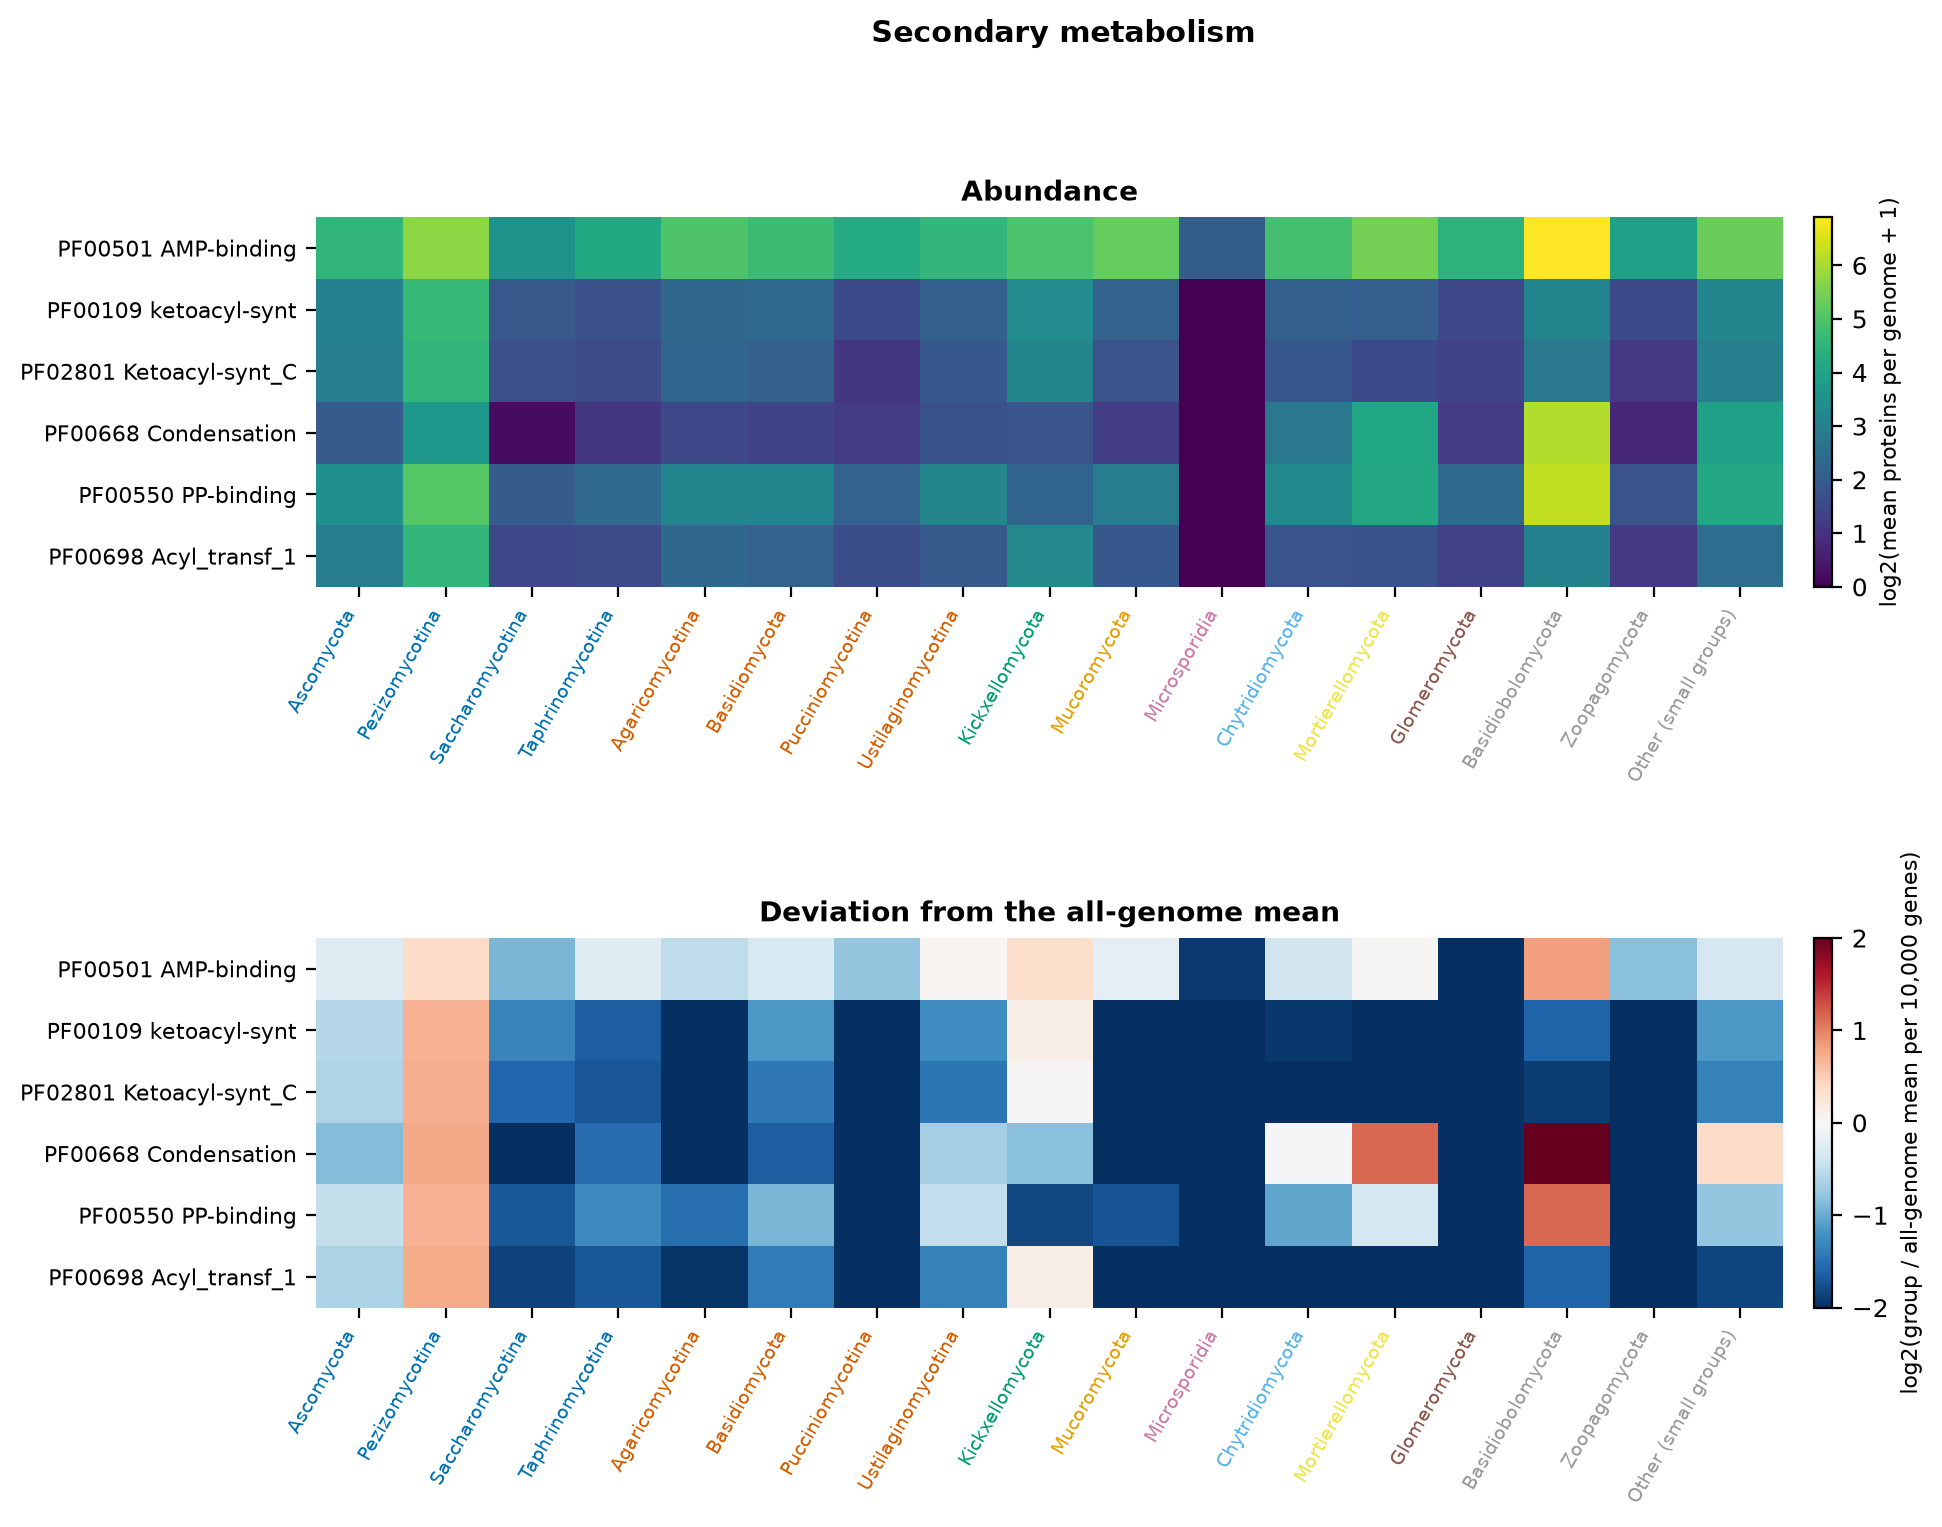 Secondary metabolism
Abundance
PF00501 AMP-binding
PF00109 ketoacyl-synt
PF02801 Ketoacyl-synt_C
PF00668 Condensation
PF00550 PP-binding
PF00698 Acyl_transf_1
Ascomycota
Pezizomycotina
Saccharomycotina
Taphrinomycotina
Agaricomycotina
Basidiomycota
Pucciniomycotina
Ustilaginomycotina
Kickxellomycota
Mucoromycota
Microsporidia
Chytridiomycota
Mortierellomycota
Glomeromycota
Basidiobolomycota
Zoopagomycota
Other (small groups)
6
5
4
3
2
1
0
log2(mean proteins per genome + 1)
Deviation from the all-genome mean
PF00501 AMP-binding
PF00109 ketoacyl-synt
PF02801 Ketoacyl-synt_C
PF00668 Condensation
PF00550 PP-binding
PF00698 Acyl_transf_1
Ascomycota
Pezizomycotina
Saccharomycotina
Taphrinomycotina
Agaricomycotina
Basidiomycota
Pucciniomycotina
Ustilaginomycotina
Kickxellomycota
Mucoromycota
Microsporidia
Chytridiomycota
Mortierellomycota
Glomeromycota
Basidiobolomycota
Zoopagomycota
Other (small groups)
2
1
0
−1
−2
log2(group / all-genome mean per 10,000 genes)